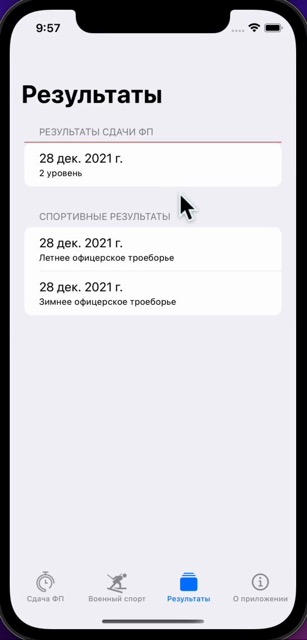 9:57
Результаты
РЕЗУЛЬТАТЫ СДАЧИ ФП
28 дек. 2021 г.
2 уровень
СПОРТИВНЫЕ РЕЗУЛЬТАТЫ
28 дек. 2021 г.
Летнее офицерское троеборье
28 дек. 2021 г.
Зимнее офицерское троеборье
Сдача ФП
Военный спорт
Результаты
О приложении